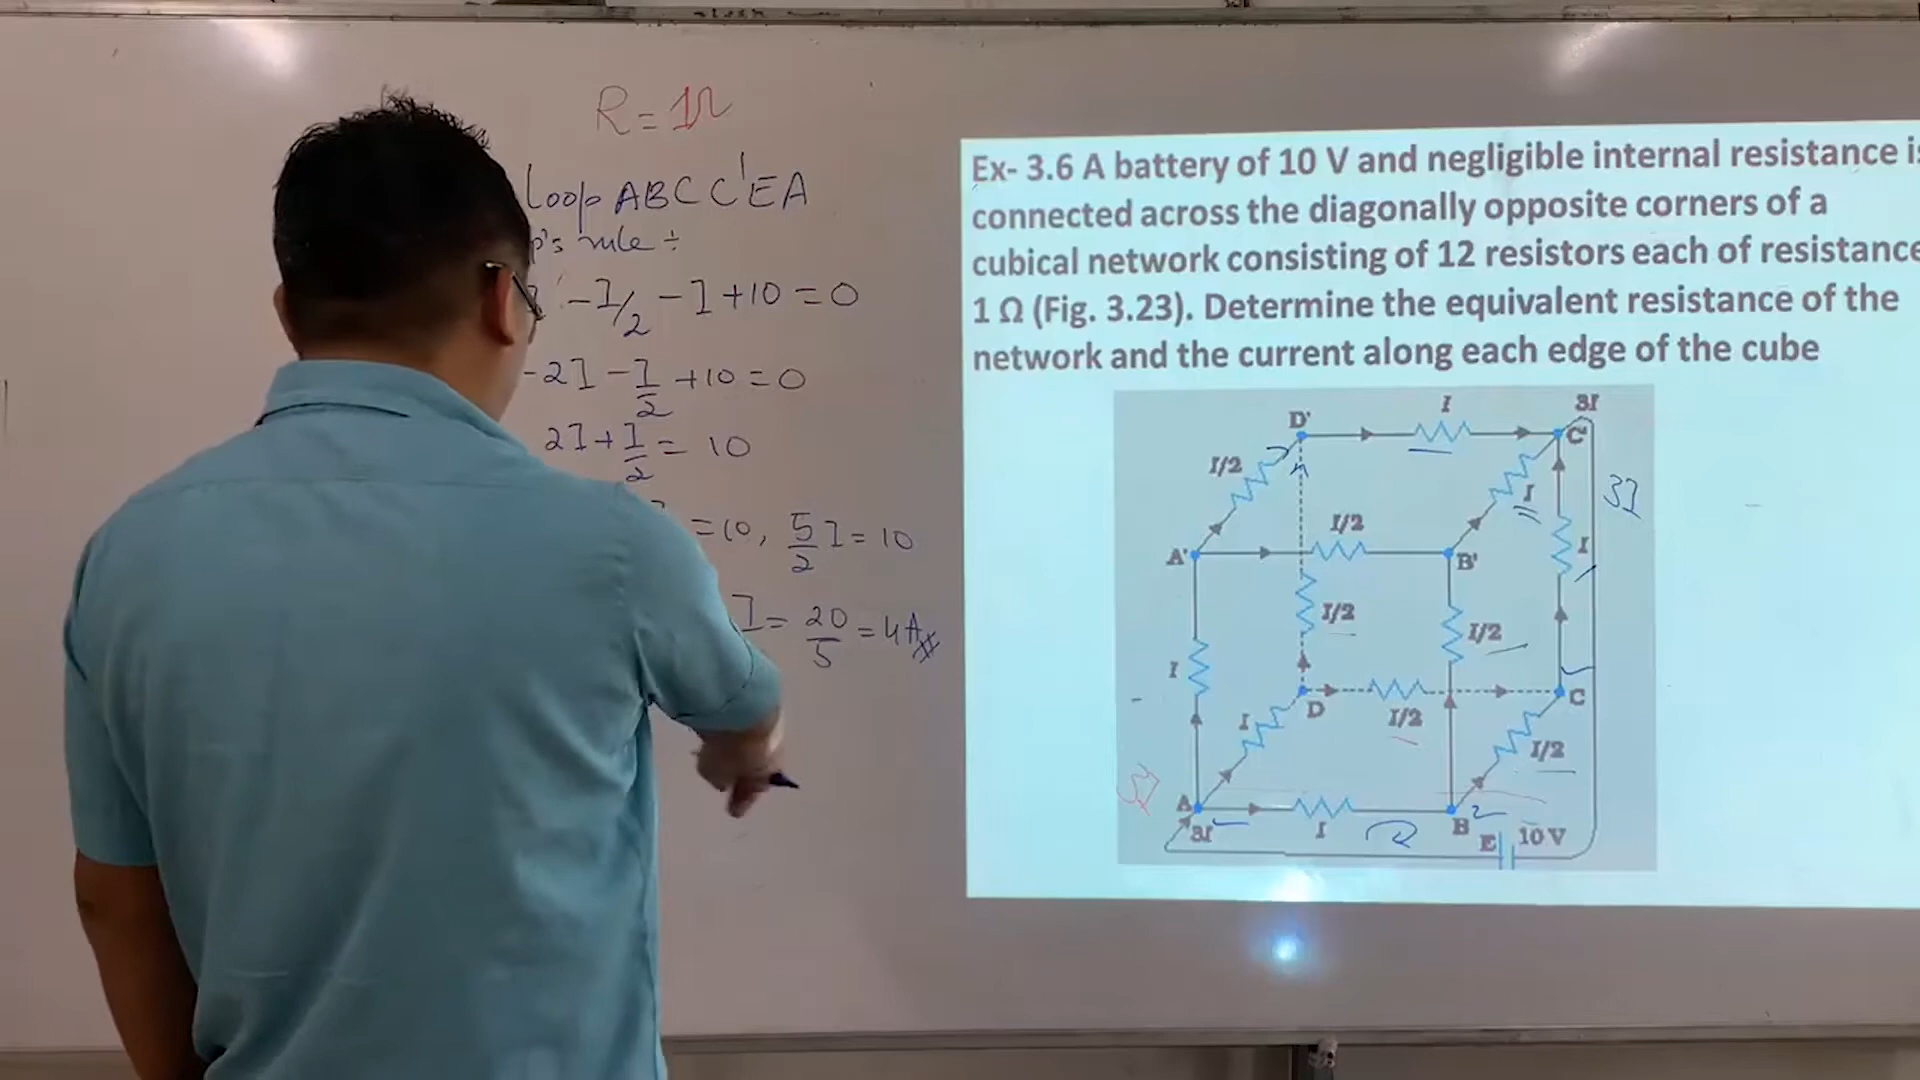 R = 1Ω
Loop ABCC'EA
p's rule ÷
- I/2 - I + 10 = 0
- 2I - I/2 + 10 = 0
2I + I/2 = 10
= 10, 5/2 I = 10
I = 20/5 = 4A
Ex- 3.6 A battery of 10 V and negligible internal resistance is
connected across the diagonally opposite corners of a
cubical network consisting of 12 resistors each of resistance
1 Ω (Fig. 3.23). Determine the equivalent resistance of the
network and the current along each edge of the cube
D' I 3I
C'
I/2
3I
I
I/2
A' B'
I
I/2
I/2
I
D C
I I/2
I/2
A
3I I B E 10 V